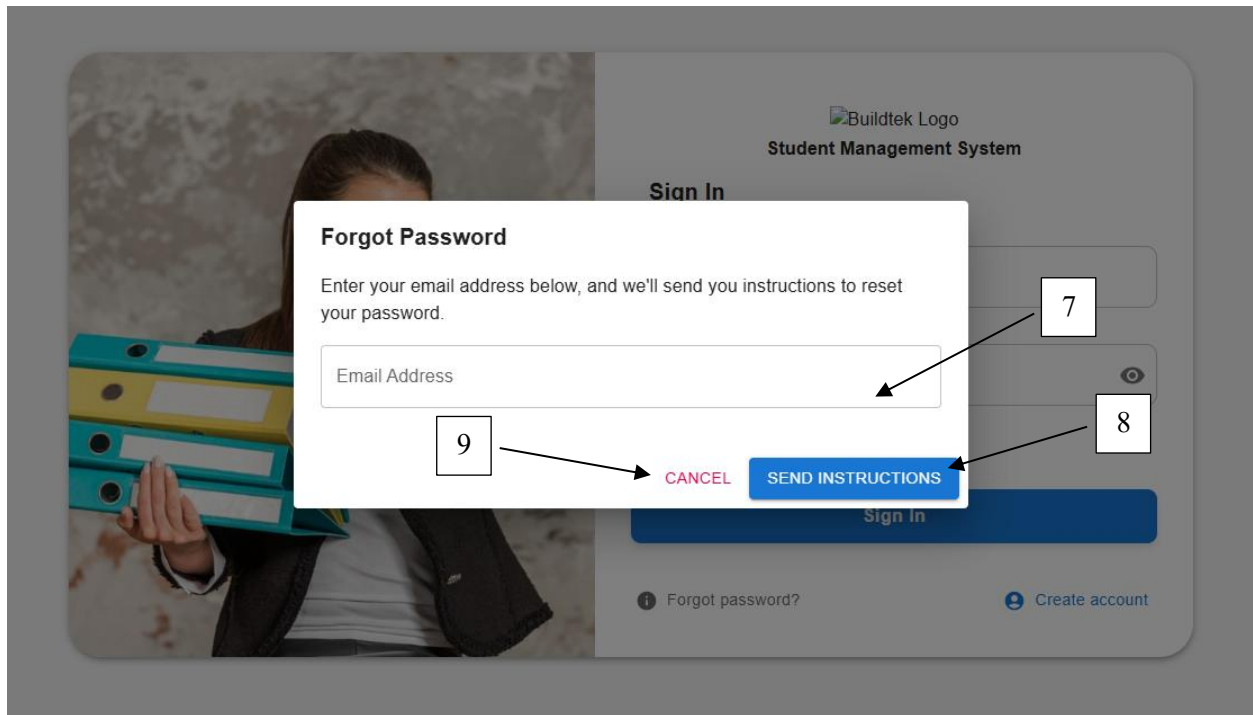 Buildtek Logo
Student Management System
Sign In
Forgot Password
Enter your email address below, and we'll send you instructions to reset
your password.
7
Email Address
8
9
CANCEL
SEND INSTRUCTIONS
Sign In
Forgot password?
Create account